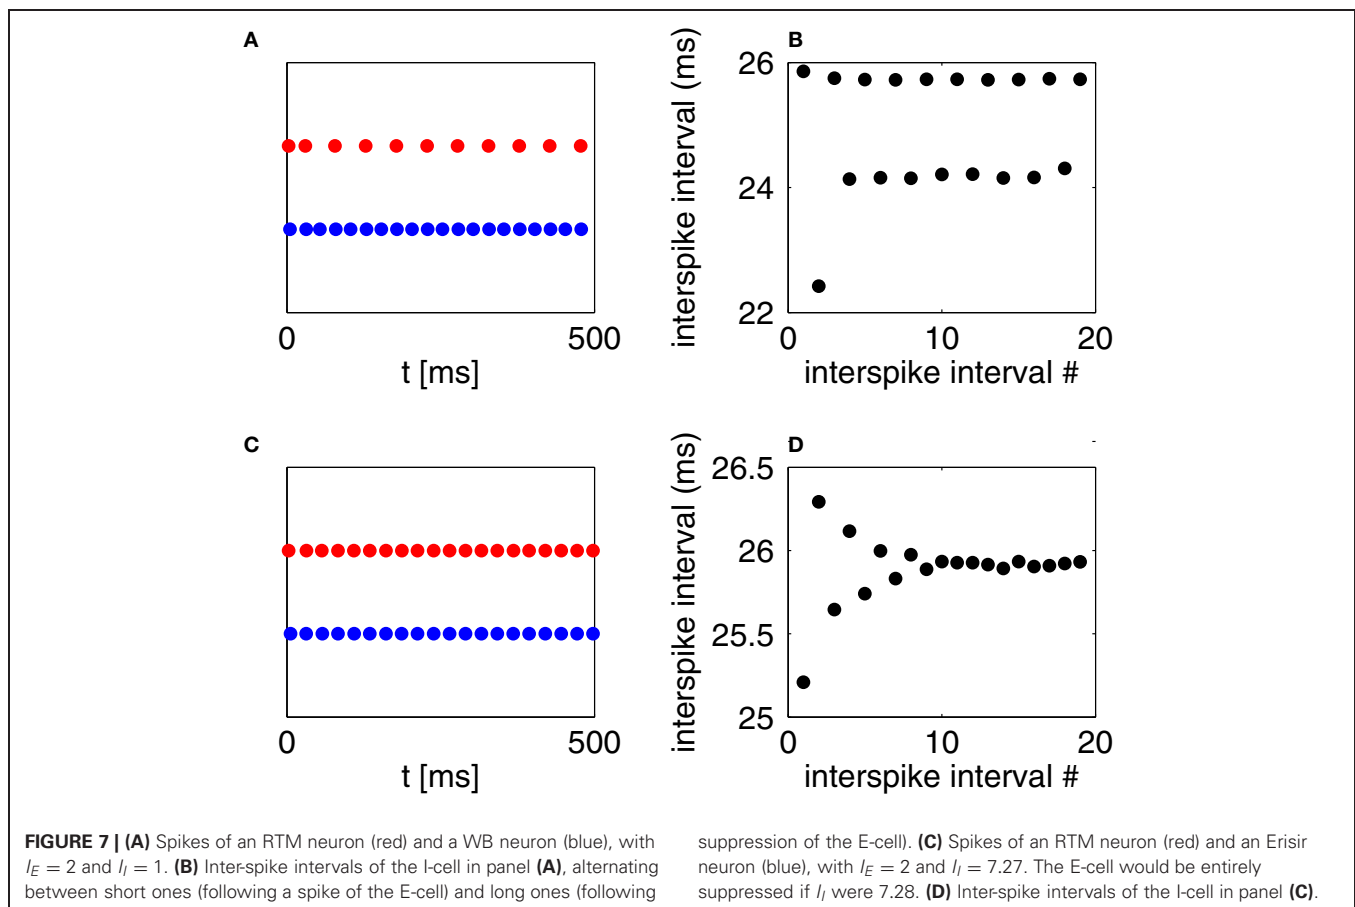 A
B
interspike interval (ms)
26
24
22
0
500
t [ms]
0
10
20
interspike interval #
C
D
interspike interval (ms)
26.5
26
25.5
25
0
500
t [ms]
0
10
20
interspike interval #
FIGURE 7 | (A) Spikes of an RTM neuron (red) and a WB neuron (blue), with
I_E = 2 and I_I = 1. (B) Inter-spike intervals of the I-cell in panel (A), alternating
between short ones (following a spike of the E-cell) and long ones (following
suppression of the E-cell). (C) Spikes of an RTM neuron (red) and an Erisir
neuron (blue), with I_E = 2 and I_I = 7.27. The E-cell would be entirely
suppressed if I_I were 7.28. (D) Inter-spike intervals of the I-cell in panel (C).